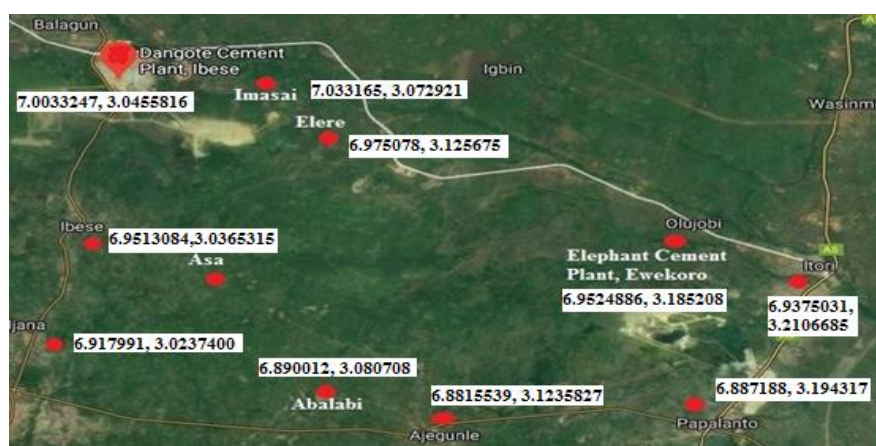 Balagun
Dangote Cement
Plant, Ibese
7.0033247, 3.0455816
Imasai
7.033165, 3.072921
Igbin
Elere
6.975078, 3.125675
Wasinm
Ibese
6.9513084,3.0365315
Asa
Olujobi
Elephant Cement
Plant, Ewekoro
6.9524886, 3.185208
A5
Itori
6.9375031,
3.2106685
Ijana
6.917991, 3.0237400
6.890012, 3.080708
Abalabi
6.8815539, 3.1235827
Ajegunle
6.887188, 3.194317
Papalanto